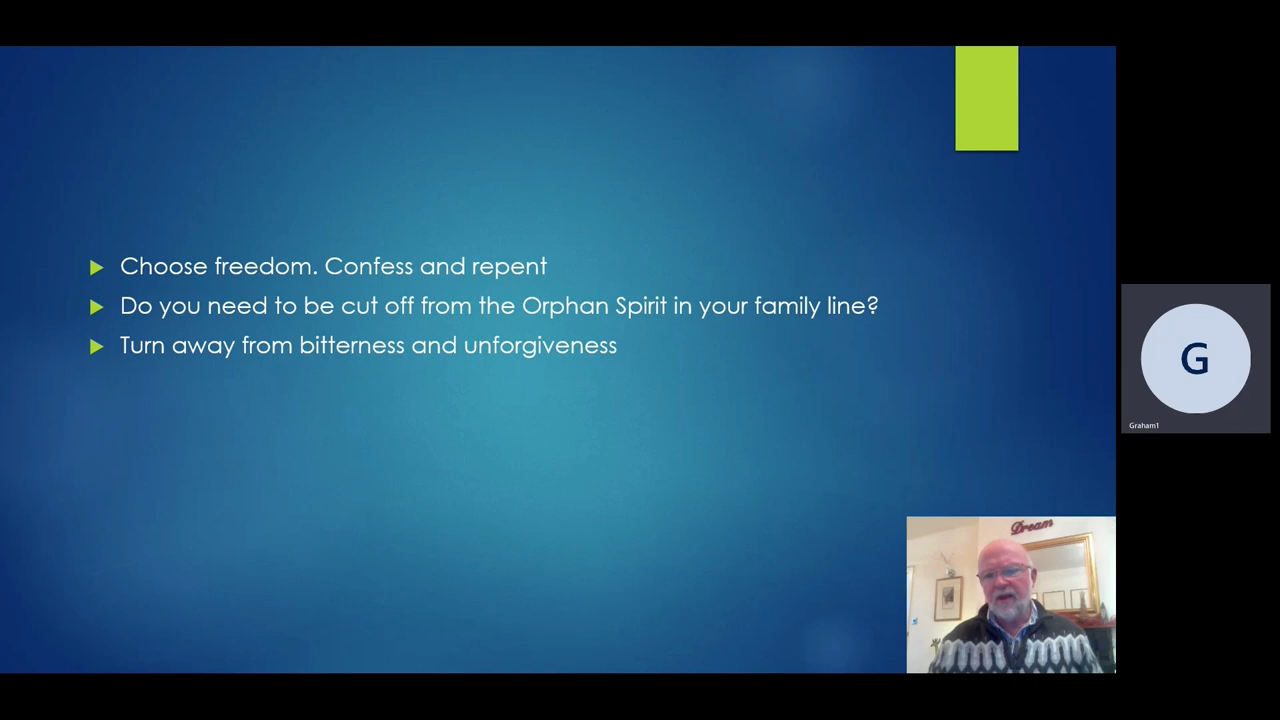 Choose freedom. Confess and repent
Do you need to be cut off from the Orphan Spirit in your family line?
Turn away from bitterness and unforgiveness
G
Graham1
Dream